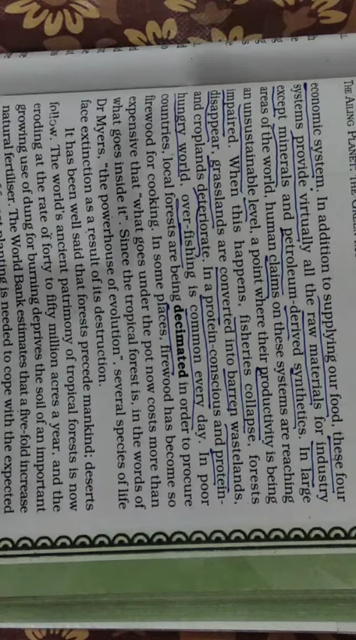 THE AILING PLANET:
economic system. In addition to supplying our food, these four
systems provide virtually all the raw materials for industry
except minerals and petroleum-derived synthetics. In large
areas of the world, human claims on these systems are reaching
an unsustainable level, a point where their productivity is being
impaired. When this happens, fisheries collapse, forests
disappear, grasslands are converted into barren wastelands,
and croplands deteriorate. In a protein-conscious and protein-
hungry world, over-fishing is common every day. In poor
countries, local forests are being decimated in order to procure
firewood for cooking. In some places, firewood has become so
expensive that "what goes under the pot now costs more than
what goes inside it". Since the tropical forest is, in the words of
Dr Myers, "the powerhouse of evolution", several species of life
face extinction as a result of its destruction.
It has been well said that forests precede mankind; deserts
follow. The world's ancient patrimony of tropical forests is now
eroding at the rate of forty to fifty million acres a year, and the
growing use of dung for burning deprives the soil of an important
natural fertiliser. The World Bank estimates that a five-fold increase
planting is needed to cope with the expected